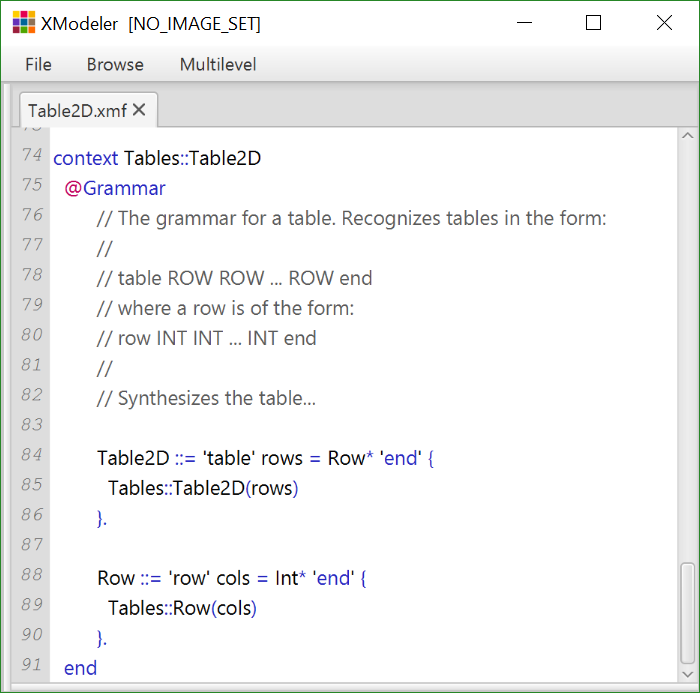 XModeler [NO_IMAGE_SET]
File Browse Multilevel
Table2D.xmf
74 context Tables::Table2D
75 @Grammar
76 // The grammar for a table. Recognizes tables in the form:
77 //
78 // table ROW ROW ... ROW end
79 // where a row is of the form:
80 // row INT INT ... INT end
81 //
82 // Synthesizes the table...
83
84 Table2D ::= 'table' rows = Row* 'end' {
85 Tables::Table2D(rows)
86 }.
87
88 Row ::= 'row' cols = Int* 'end' {
89 Tables::Row(cols)
90 }.
91 end